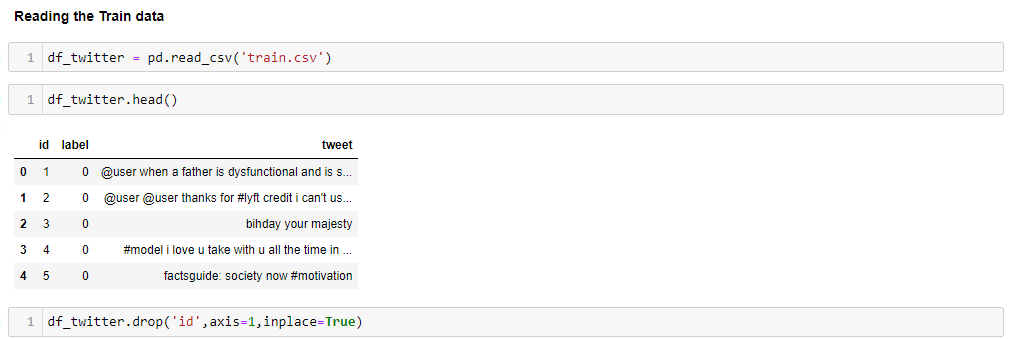 Reading the Train data
1 df_twitter = pd.read_csv('train.csv')
1 df_twitter.head()
id label tweet
0 1 0 @user when a father is dysfunctional and is s...
1 2 0 @user @user thanks for #lyft credit i can't us...
2 3 0 bihday your majesty
3 4 0 #model i love u take with u all the time in ...
4 5 0 factsguide: society now #motivation
1 df_twitter.drop('id',axis=1,inplace=True)